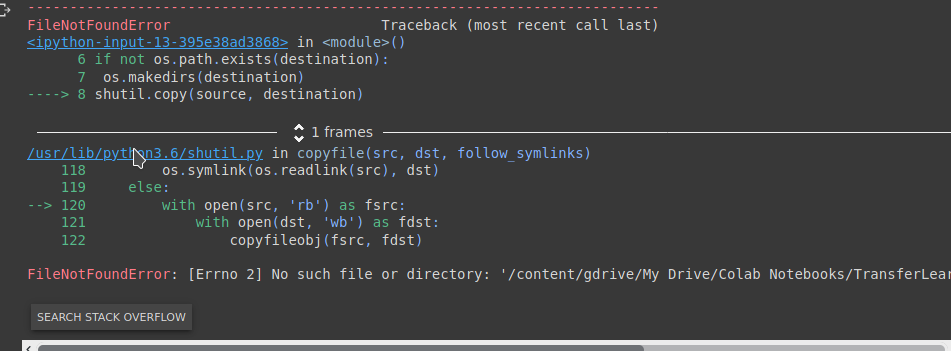 --------------------------------------------------------------------------
FileNotFoundError                         Traceback (most recent call last)
<ipython-input-13-395e38ad3868> in <module>()
      6 if not os.path.exists(destination):
      7  os.makedirs(destination)
----> 8 shutil.copy(source, destination)
1 frames
/usr/lib/python3.6/shutil.py in copyfile(src, dst, follow_symlinks)
    118         os.symlink(os.readlink(src), dst)
    119     else:
--> 120         with open(src, 'rb') as fsrc:
    121             with open(dst, 'wb') as fdst:
    122                 copyfileobj(fsrc, fdst)
FileNotFoundError: [Errno 2] No such file or directory: '/content/gdrive/My Drive/Colab Notebooks/TransferLear
SEARCH STACK OVERFLOW